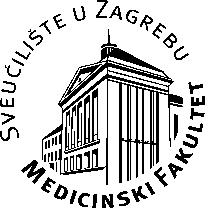 SVEUČILIŠTE U ZAGREBU
MEDICINSKI FAKULTET